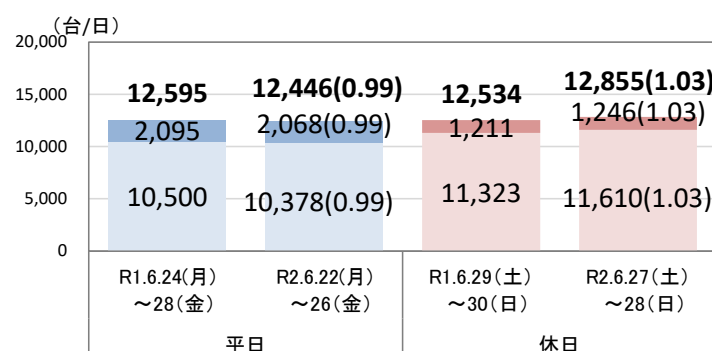 （台/日）
20,000
15,000
10,000
5,000
0
12,595
2,095
10,500
12,446(0.99)
2,068(0.99)
10,378(0.99)
12,534
1,211
11,323
12,855(1.03)
1,246(1.03)
11,610(1.03)
R1.6.24(月)
～28(金)
R2.6.22(月)
～26(金)
R1.6.29(土)
～30(日)
R2.6.27(土)
～28(日)
平日
休日